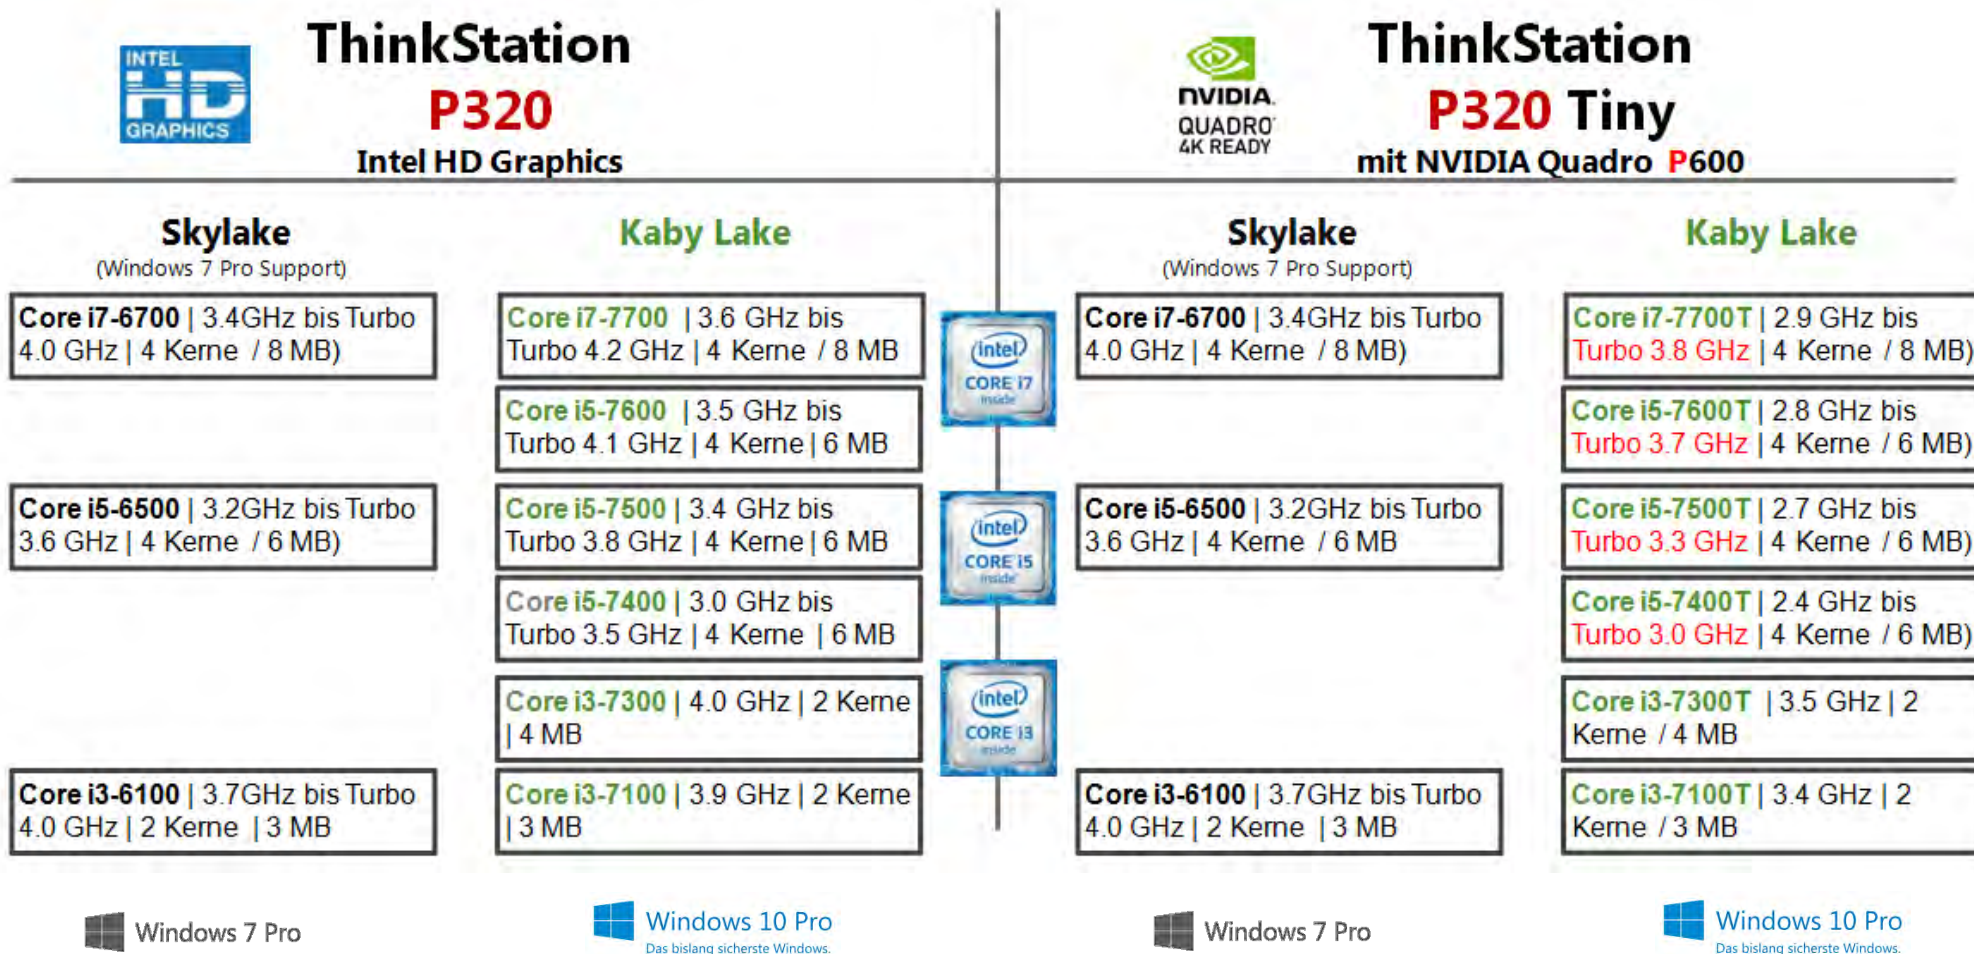 INTEL
HD
GRAPHICS
ThinkStation
P320
Intel HD Graphics
NVIDIA.
QUADRO
4K READY
ThinkStation
P320 Tiny
mit NVIDIA Quadro P600
Skylake
(Windows 7 Pro Support)
Core i7-6700 | 3.4GHz bis Turbo
4.0 GHz | 4 Kerne / 8 MB)
Core i5-6500 | 3.2GHz bis Turbo
3.6 GHz | 4 Kerne / 6 MB)
Core i3-6100 | 3.7GHz bis Turbo
4.0 GHz | 2 Kerne | 3 MB
Windows 7 Pro
Kaby Lake
Core i7-7700 | 3.6 GHz bis
Turbo 4.2 GHz | 4 Kerne / 8 MB
Core i5-7600 | 3.5 GHz bis
Turbo 4.1 GHz | 4 Kerne | 6 MB
Core i5-7500 | 3.4 GHz bis
Turbo 3.8 GHz | 4 Kerne | 6 MB
Core i5-7400 | 3.0 GHz bis
Turbo 3.5 GHz | 4 Kerne | 6 MB
Core i3-7300 | 4.0 GHz | 2 Kerne
| 4 MB
Core i3-7100 | 3.9 GHz | 2 Kerne
| 3 MB
Windows 10 Pro
Das bislang sicherste Windows.
(intel)
CORE i7
inside
(intel)
CORE i5
inside
(intel)
CORE i3
inside
Skylake
(Windows 7 Pro Support)
Core i7-6700 | 3.4GHz bis Turbo
4.0 GHz | 4 Kerne / 8 MB)
Core i5-6500 | 3.2GHz bis Turbo
3.6 GHz | 4 Kerne / 6 MB
Core i3-6100 | 3.7GHz bis Turbo
4.0 GHz | 2 Kerne | 3 MB
Windows 7 Pro
Kaby Lake
Core i7-7700T | 2.9 GHz bis
Turbo 3.8 GHz | 4 Kerne / 8 MB)
Core i5-7600T | 2.8 GHz bis
Turbo 3.7 GHz | 4 Kerne / 6 MB)
Core i5-7500T | 2.7 GHz bis
Turbo 3.3 GHz | 4 Kerne / 6 MB)
Core i5-7400T | 2.4 GHz bis
Turbo 3.0 GHz | 4 Kerne / 6 MB)
Core i3-7300T | 3.5 GHz | 2
Kerne / 4 MB
Core i3-7100T | 3.4 GHz | 2
Kerne / 3 MB
Windows 10 Pro
Das bislang sicherste Windows.